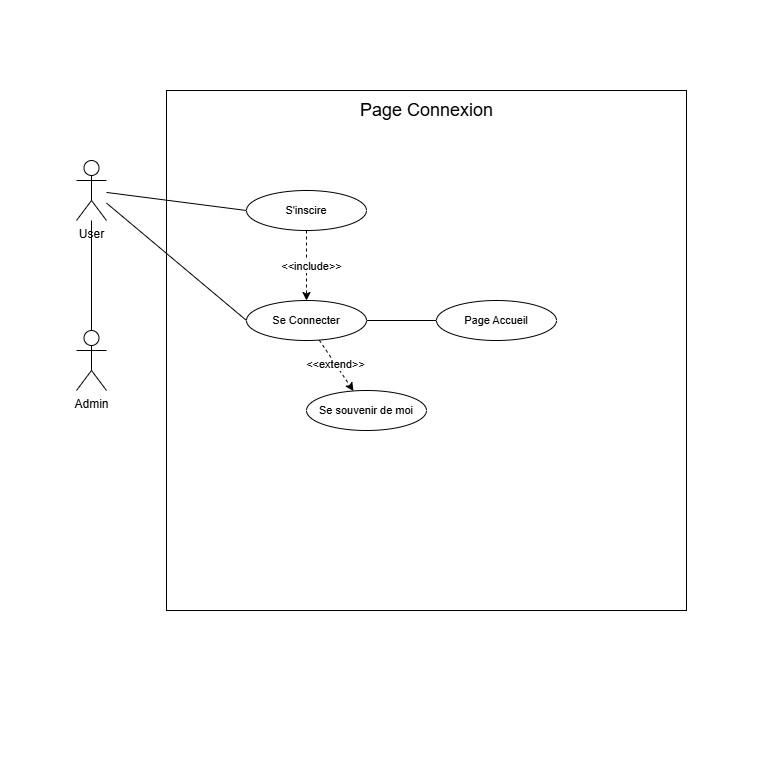 Page Connexion
User
S'inscire
<<include>>
Se Connecter
Page Accueil
<<extend>>
Se souvenir de moi
Admin